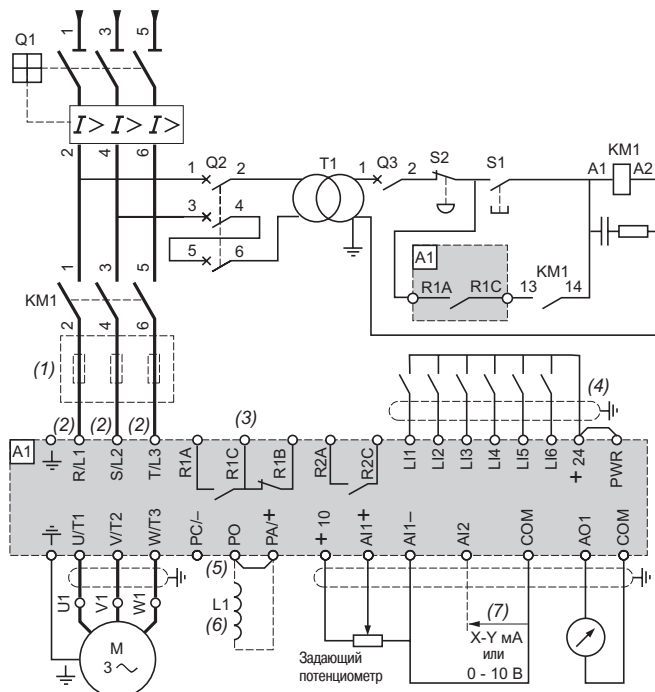 Q1
1 3 5
I> I> I>
2 4 6
1 Q2 2
3 4
5 6
T1
1 Q3 2
S2
S1
KM1
A1 A2
A1
R1A R1C
13 KM1 14
1 3 5
KM1
2 4 6
(1)
(2) (2) (2)
(3)
(4)
A1
R/L1 S/L2 T/L3 R1A R1C R1B R2A R2C LI1 LI2 LI3 LI4 LI5 LI6 + 24 PWR
U/T1 V/T2 W/T3 PC/– PO PA/+ + 10 AI1+ AI1– AI2 COM AO1 COM
(5)
U1 V1 W1
L1
(6)
(7)
X-Y мА
или
0 - 10 В
M
3 ~
Задающий
потенциометр